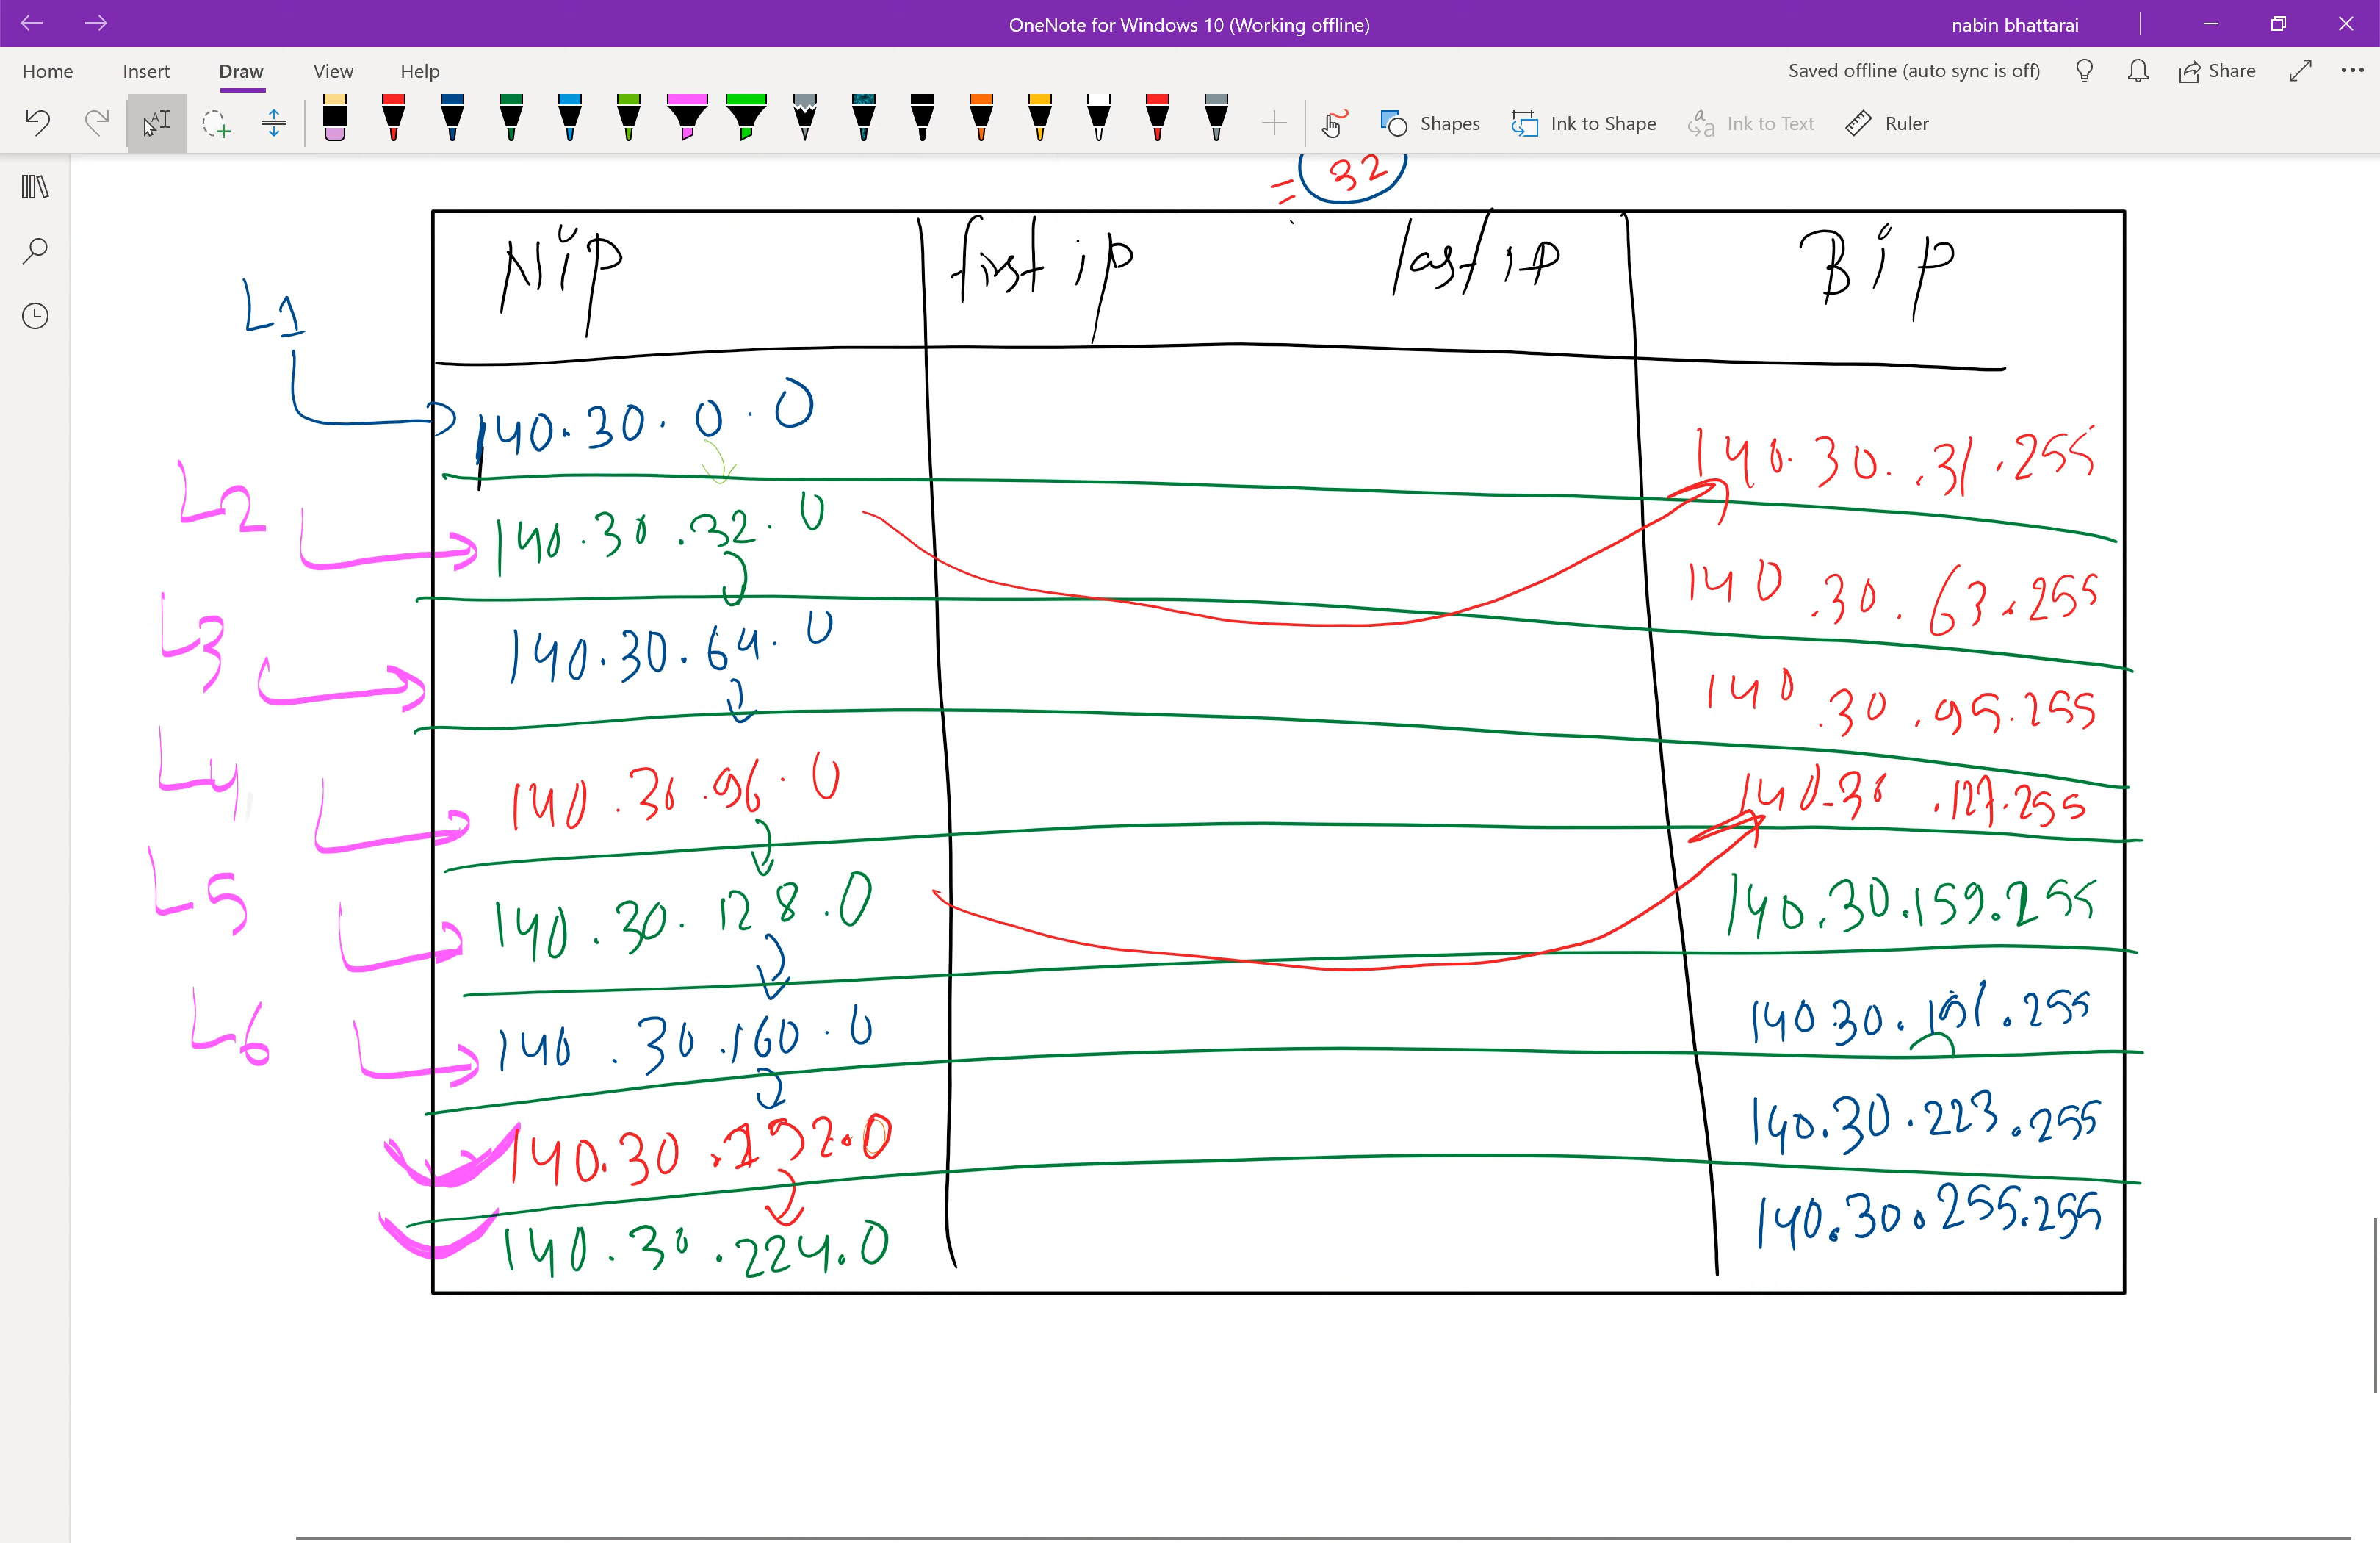 OneNote for Windows 10 (Working offline)
nabin bhattarai
Home Insert Draw View Help
Saved offline (auto sync is off) Share
Shapes Ink to Shape Ink to Text Ruler
= 32
NiP first ip last ip BiP
L1
140.30.0.0 140.30..31.255
L2
140.30.32.0 140.30.63.255
L3
140.30.64.0 140.30.95.255
L4
140.30.96.0 140-30.127.255
L5
140.30.128.0 140.30.159.255
L6
140.30.160.0 140 30.191.255
140.30.192.0 140.30.223.255
140.30.224.0 140.30.255.255